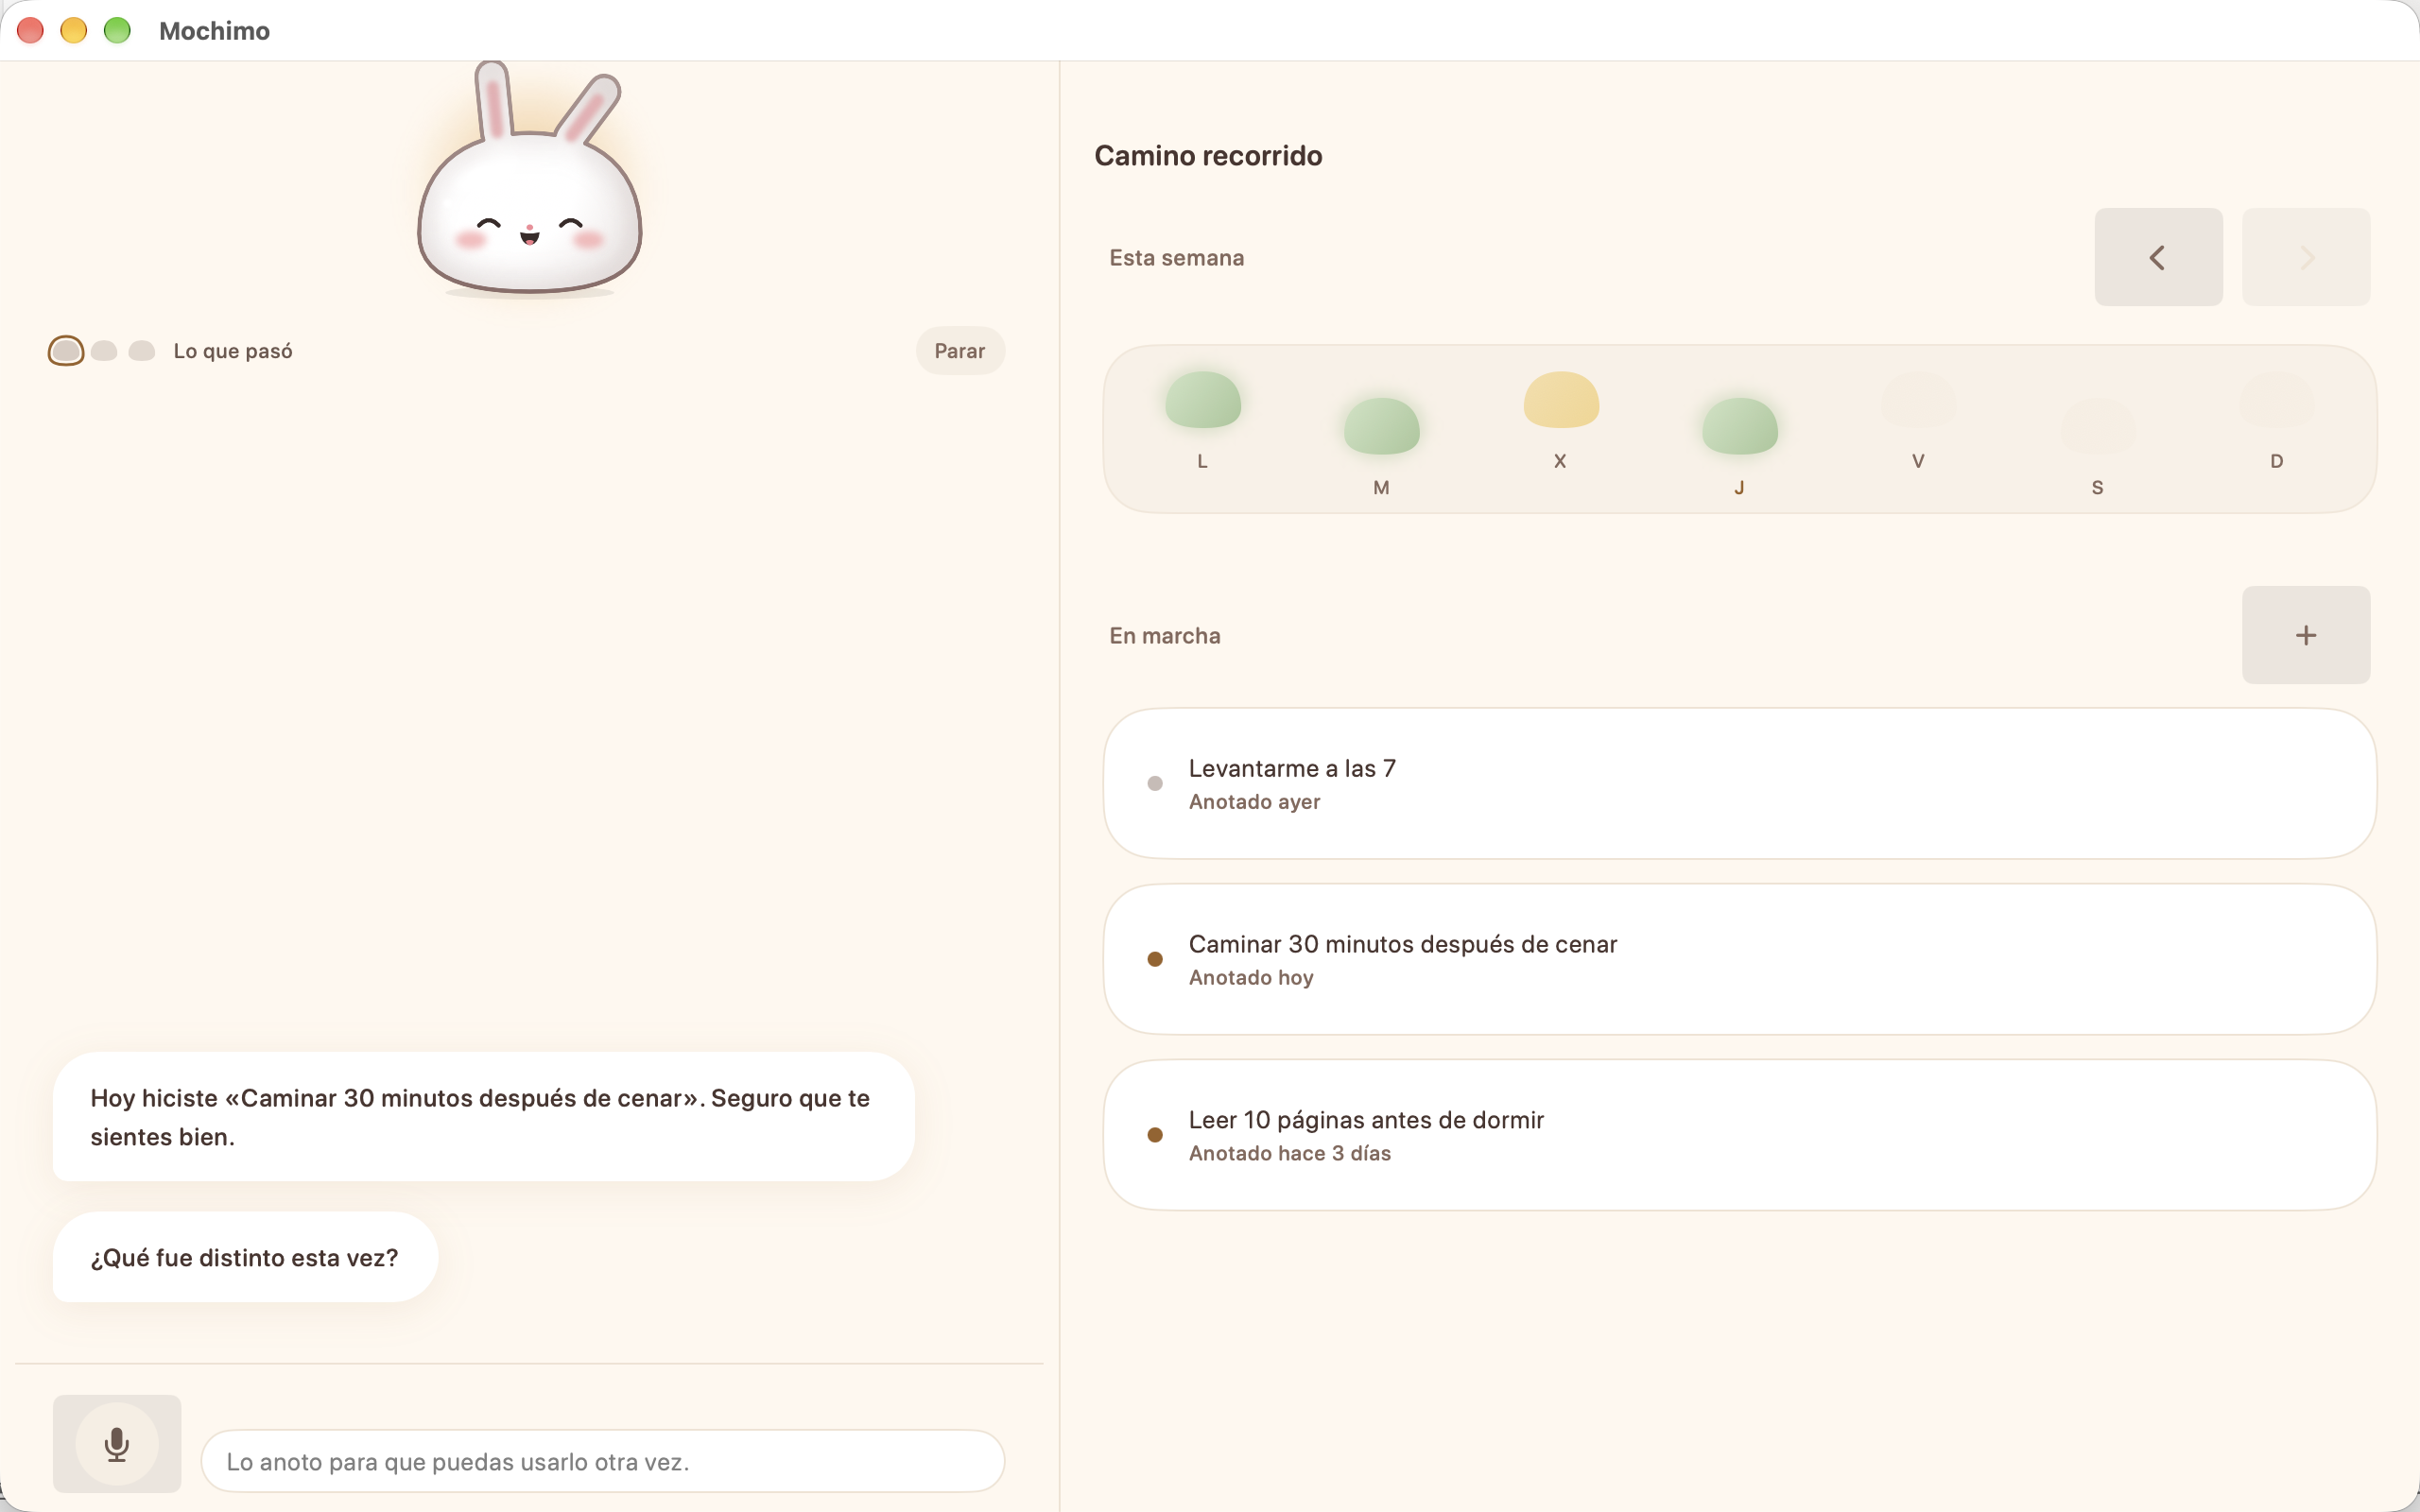 Mochimo
Lo que pasó
Parar
Hoy hiciste «Caminar 30 minutos después de cenar». Seguro que te
sientes bien.
¿Qué fue distinto esta vez?
Lo anoto para que puedas usarlo otra vez.
Camino recorrido
Esta semana
L
M
X
J
V
S
D
En marcha
Levantarme a las 7
Anotado ayer
Caminar 30 minutos después de cenar
Anotado hoy
Leer 10 páginas antes de dormir
Anotado hace 3 días